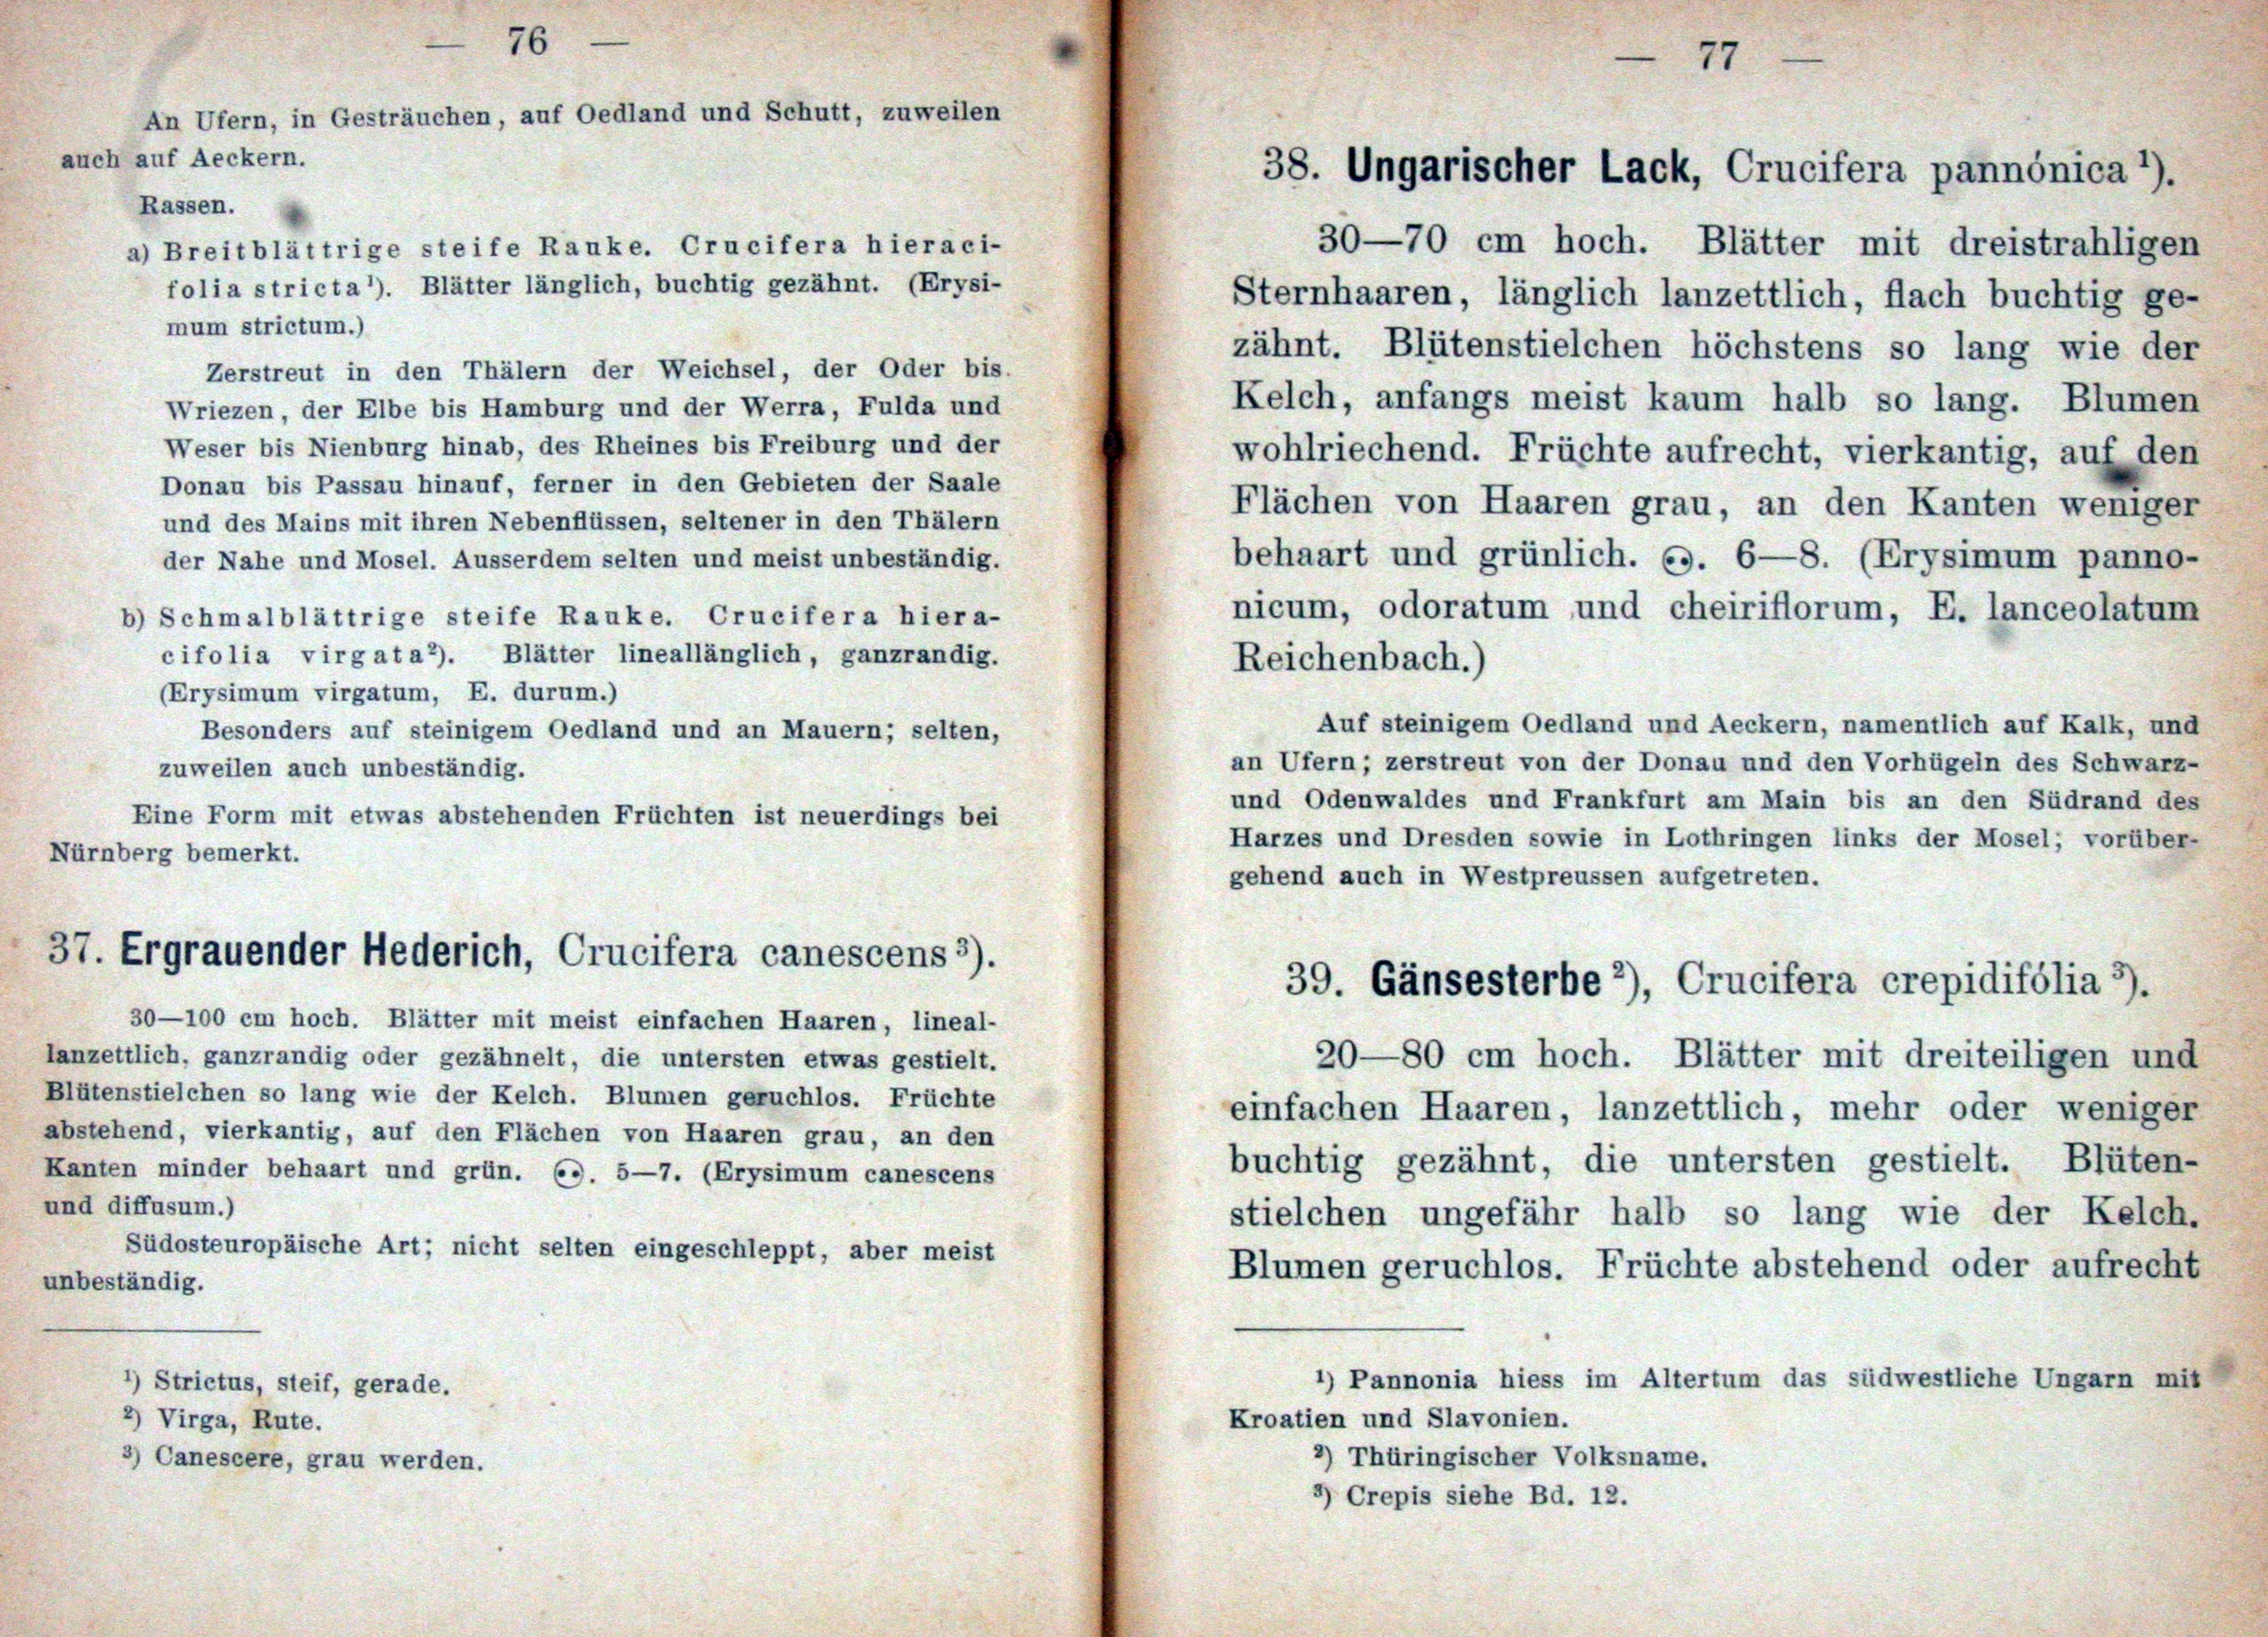 — 76 —
An Ufern, in Gesträuchen, auf Oedland und Schutt, zuweilen
auch auf Aeckern.
Rassen.
a) Breitblättrige steife Rauke. Crucifera hieraci-
folia stricta¹). Blätter länglich, buchtig gezähnt. (Erysi-
mum strictum.)
Zerstreut in den Thälern der Weichsel, der Oder bis
Wriezen, der Elbe bis Hamburg und der Werra, Fulda und
Weser bis Nienburg hinab, des Rheines bis Freiburg und der
Donau bis Passau hinauf, ferner in den Gebieten der Saale
und des Mains mit ihren Nebenflüssen, seltener in den Thälern
der Nahe und Mosel. Ausserdem selten und meist unbeständig.
b) Schmalblättrige steife Rauke. Crucifera hiera-
cifolia virgata²). Blätter lineallänglich, ganzrandig.
(Erysimum virgatum, E. durum.)
Besonders auf steinigem Oedland und an Mauern; selten,
zuweilen auch unbeständig.
Eine Form mit etwas abstehenden Früchten ist neuerdings bei
Nürnberg bemerkt.
37. Ergrauender Hederich, Crucifera canescens³).
30—100 cm hoch. Blätter mit meist einfachen Haaren, lineal-
lanzettlich, ganzrandig oder gezähnelt, die untersten etwas gestielt.
Blütenstielchen so lang wie der Kelch. Blumen geruchlos. Früchte
abstehend, vierkantig, auf den Flächen von Haaren grau, an den
Kanten minder behaart und grün. ⚇. 5—7. (Erysimum canescens
und diffusum.)
Südosteuropäische Art; nicht selten eingeschleppt, aber meist
unbeständig.
¹) Strictus, steif, gerade.
²) Virga, Rute.
³) Canescere, grau werden.
— 77 —
38. Ungarischer Lack, Crucifera pannónica¹).
30—70 cm hoch. Blätter mit dreistrahligen
Sternhaaren, länglich lanzettlich, flach buchtig ge-
zähnt. Blütenstielchen höchstens so lang wie der
Kelch, anfangs meist kaum halb so lang. Blumen
wohlriechend. Früchte aufrecht, vierkantig, auf den
Flächen von Haaren grau, an den Kanten weniger
behaart und grünlich. ⚇. 6—8. (Erysimum panno-
nicum, odoratum und cheiriflorum, E. lanceolatum
Reichenbach.)
Auf steinigem Oedland und Aeckern, namentlich auf Kalk, und
an Ufern; zerstreut von der Donau und den Vorhügeln des Schwarz-
und Odenwaldes und Frankfurt am Main bis an den Südrand des
Harzes und Dresden sowie in Lothringen links der Mosel; vorüber-
gehend auch in Westpreussen aufgetreten.
39. Gänsesterbe²), Crucifera crepidifólia³).
20—80 cm hoch. Blätter mit dreiteiligen und
einfachen Haaren, lanzettlich, mehr oder weniger
buchtig gezähnt, die untersten gestielt. Blüten-
stielchen ungefähr halb so lang wie der Kelch.
Blumen geruchlos. Früchte abstehend oder aufrecht
¹) Pannonia hiess im Altertum das südwestliche Ungarn mit
Kroatien und Slavonien.
²) Thüringischer Volksname.
³) Crepis siehe Bd. 12.